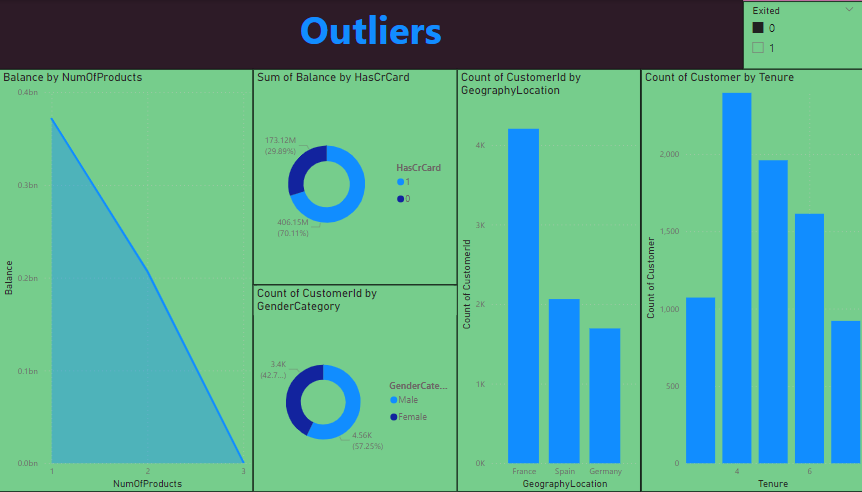 Outliers
Exited
0
1
Balance by NumOfProducts
0.4bn
0.3bn
0.2bn
0.1bn
0.0bn
Balance
1 2 3
NumOfProducts
Sum of Balance by HasCrCard
173.12M
(29.89%)
406.15M
(70.11%)
HasCrCard
1
0
Count of CustomerId by
GenderCategory
3.4K
(42.7...)
4.56K
(57.25%)
GenderCate...
Male
Female
Count of CustomerId by
GeographyLocation
4K
3K
2K
1K
0K
Count of CustomerId
France Spain Germany
GeographyLocation
Count of Customer by Tenure
2,000
1,500
1,000
500
0
Count of Customer
4 6
Tenure